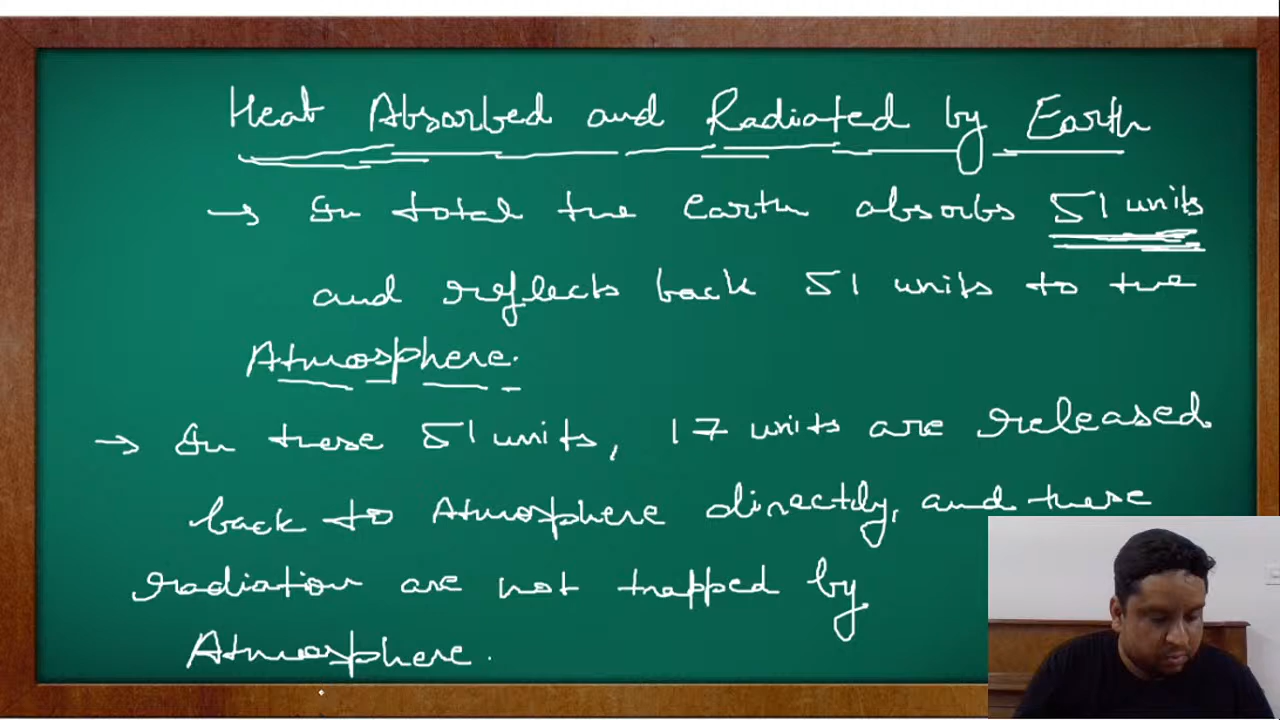 Heat Absorbed and Radiated by Earth
→ In total the earth absorbs 51 units
and reflects back 51 units to the
Atmosphere.
→ In these 51 units, 17 units are released
back to Atmosphere directly, and these
radiation are not trapped by
Atmosphere.